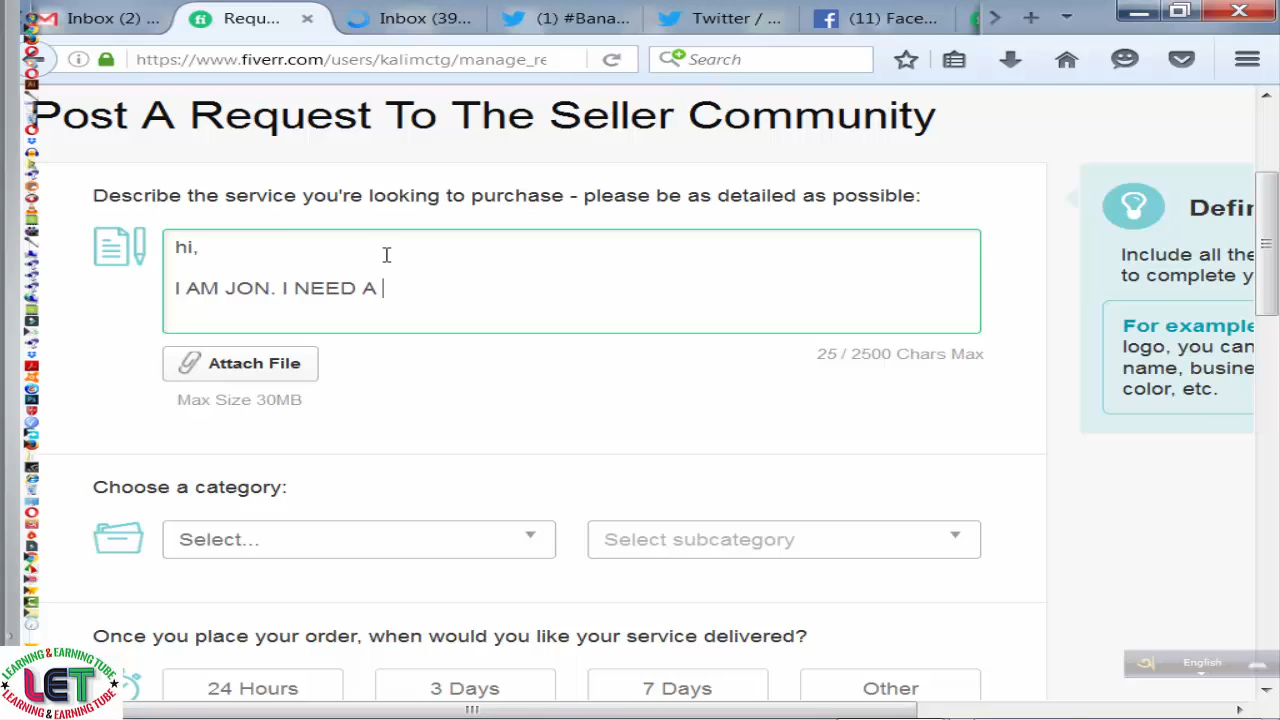 Inbox (2) ...
Requ...
Inbox (39...
(1) #Bana...
Twitter / ...
(11) Face...
https://www.fiverr.com/users/kalimctg/manage_re
Search
Post A Request To The Seller Community
Describe the service you're looking to purchase - please be as detailed as possible:
hi,
I AM JON. I NEED A
Attach File
25 / 2500 Chars Max
Max Size 30MB
Defin
Include all the
to complete y
For example
logo, you can
name, busine
color, etc.
Choose a category:
Select...
Select subcategory
Once you place your order, when would you like your service delivered?
24 Hours
3 Days
7 Days
Other
English
LEARNING & EARNING TUBE
LET
LEARNING & EARNING TUBE